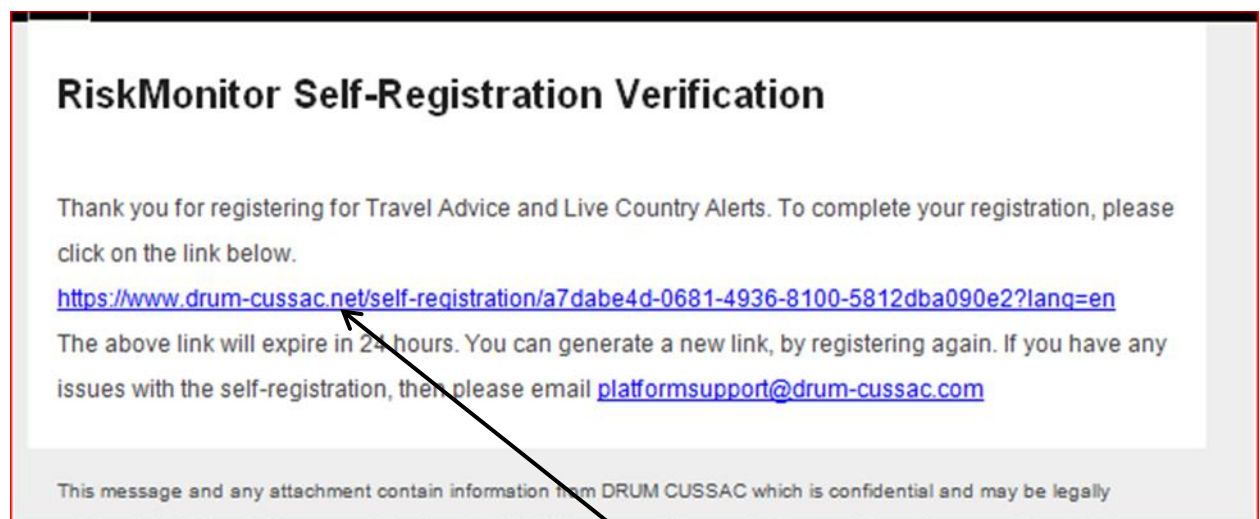 RiskMonitor Self-Registration Verification
Thank you for registering for Travel Advice and Live Country Alerts. To complete your registration, please
click on the link below.
https://www.drum-cussac.net/self-registration/a7dabe4d-0681-4936-8100-5812dba090e2?lang=en
The above link will expire in 24 hours. You can generate a new link, by registering again. If you have any
issues with the self-registration, then please email platformsupport@drum-cussac.com
This message and any attachment contain information from DRUM CUSSAC which is confidential and may be legally